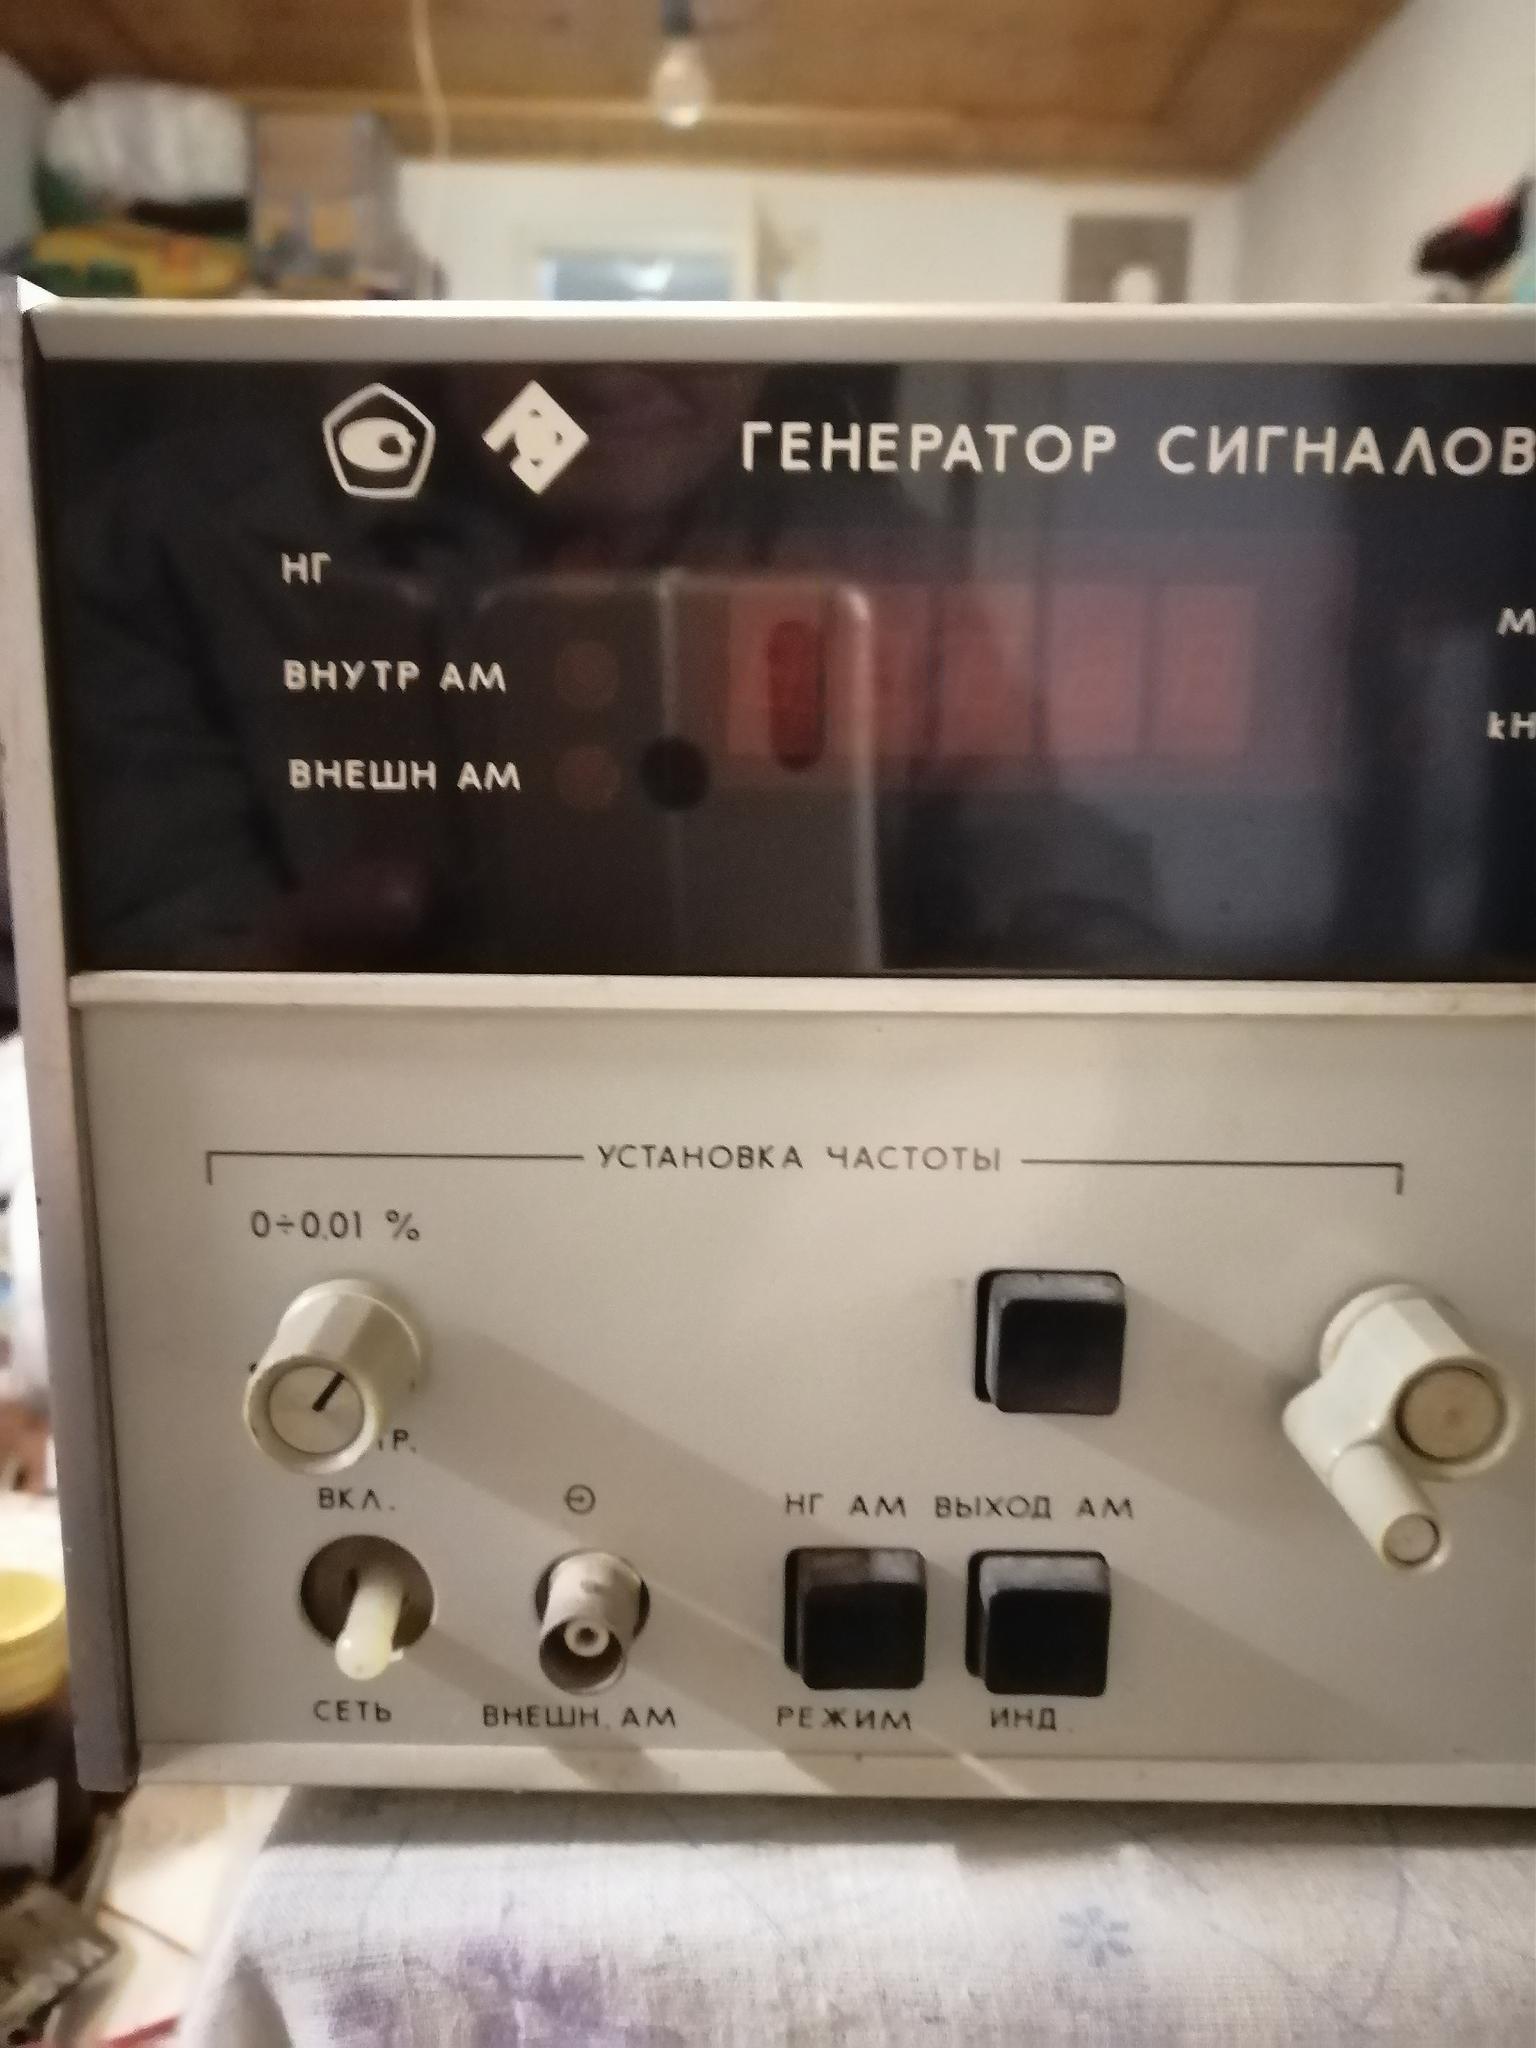 ГЕНЕРАТОР СИГНАЛОВ
НГ
ВНУТР АМ
ВНЕШН АМ
УСТАНОВКА ЧАСТОТЫ
0÷0,01 %
ВКЛ.
НГ АМ ВЫХОД АМ
СЕТЬ
ВНЕШН. АМ
РЕЖИМ
ИНД.